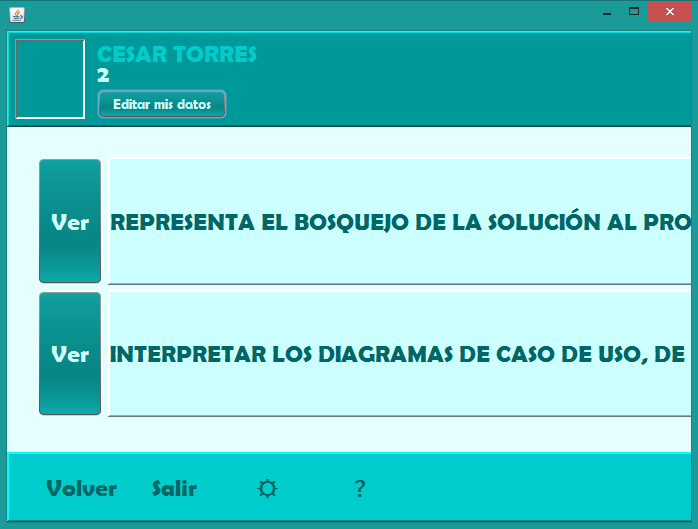 CESAR TORRES
2
Editar mis datos
Ver
REPRESENTA EL BOSQUEJO DE LA SOLUCIÓN AL PRO
Ver
INTERPRETAR LOS DIAGRAMAS DE CASO DE USO, DE
Volver Salir ?